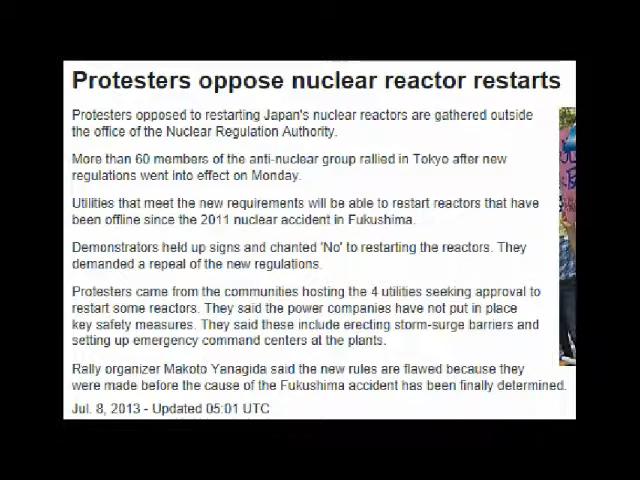 Protesters oppose nuclear reactor restarts
Protesters opposed to restarting Japan's nuclear reactors are gathered outside
the office of the Nuclear Regulation Authority.
More than 60 members of the anti-nuclear group rallied in Tokyo after new
regulations went into effect on Monday.
Utilities that meet the new requirements will be able to restart reactors that have
been offline since the 2011 nuclear accident in Fukushima.
Demonstrators held up signs and chanted 'No' to restarting the reactors. They
demanded a repeal of the new regulations.
Protesters came from the communities hosting the 4 utilities seeking approval to
restart some reactors. They said the power companies have not put in place
key safety measures. They said these include erecting storm-surge barriers and
setting up emergency command centers at the plants.
Rally organizer Makoto Yanagida said the new rules are flawed because they
were made before the cause of the Fukushima accident has been finally determined.
Jul. 8, 2013 - Updated 05:01 UTC